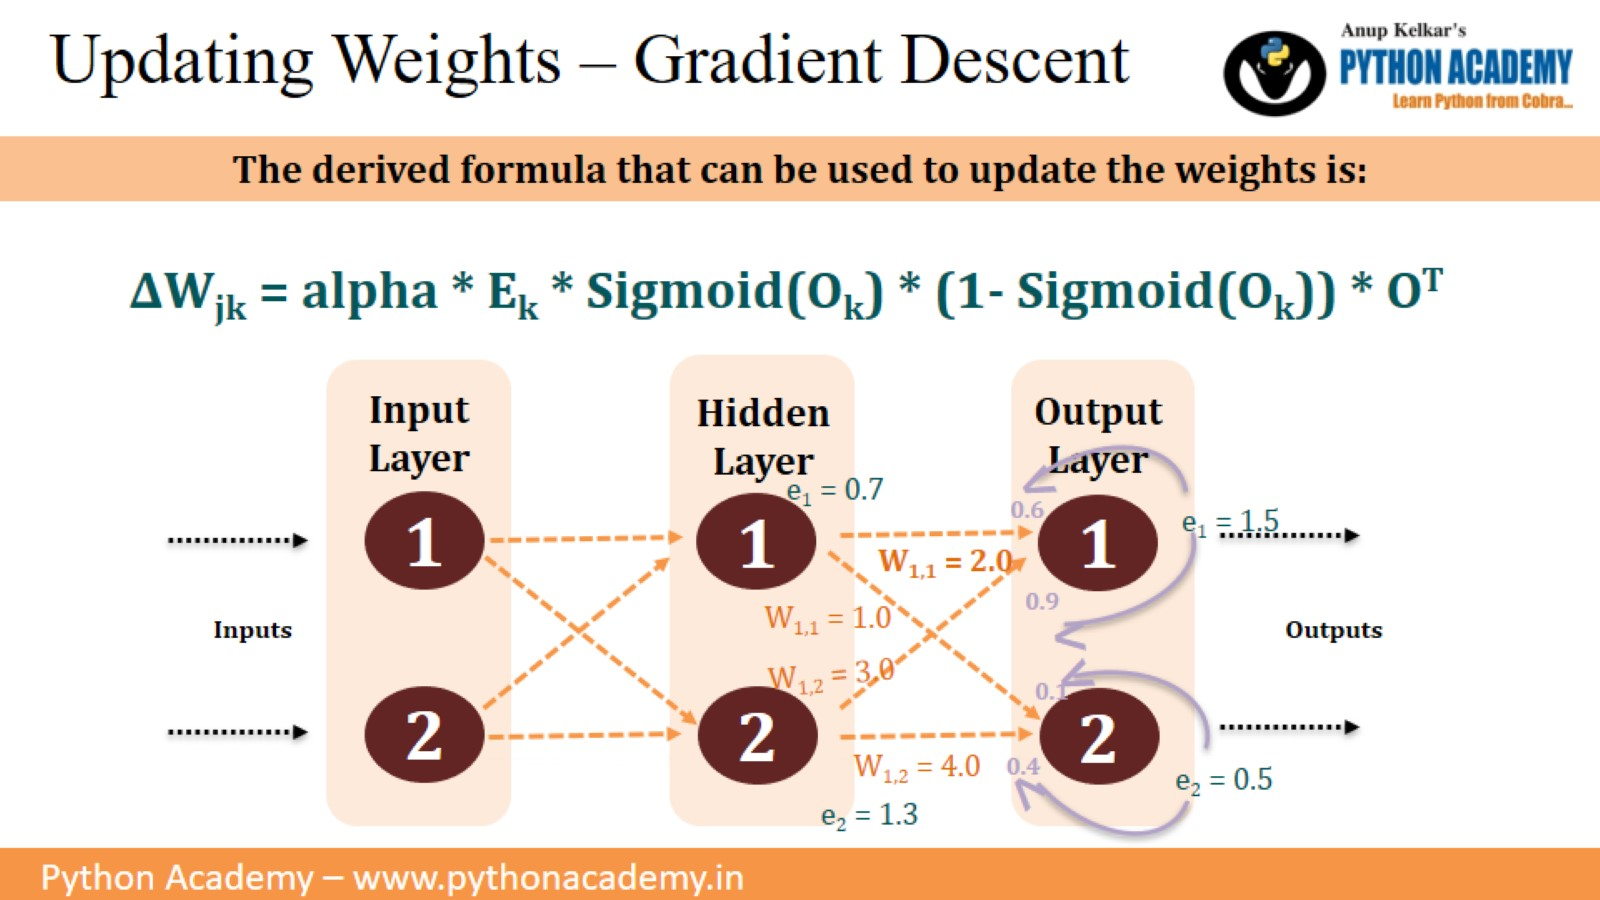 Updating Weights – Gradient Descent
Anup Kelkar's
PYTHON ACADEMY
Learn Python from Cobra...
The derived formula that can be used to update the weights is:
ΔWjk = alpha * Ek * Sigmoid(Ok) * (1- Sigmoid(Ok)) * OT
Input
Layer
Hidden
Layer
Output
Layer
e1 = 0.7
0.6
1
1
1
e1 = 1.5
W1,1 = 2.0
0.9
W1,1 = 1.0
Inputs
Outputs
W1,2 = 3.0
0.1
2
2
2
W1,2 = 4.0
0.4
e2 = 0.5
e2 = 1.3
Python Academy – www.pythonacademy.in